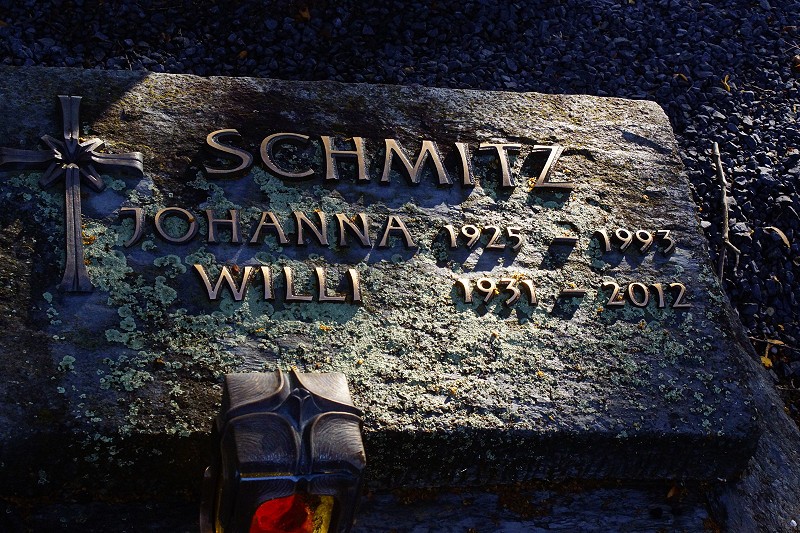 SCHMITZ
JOHANNA 1925 – 1993
WILLI 1931 – 2012